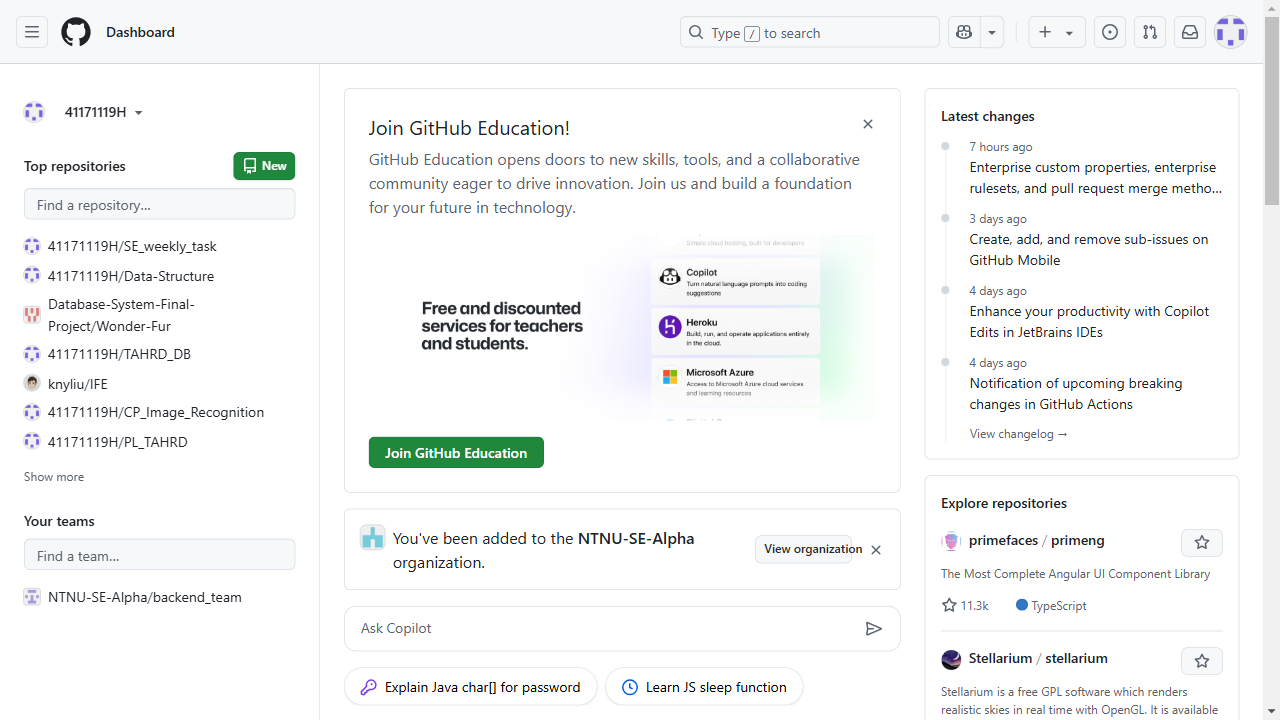 Dashboard
Type / to search
41171119H
Top repositories
New
Find a repository...
41171119H/SE_weekly_task
41171119H/Data-Structure
Database-System-Final-
Project/Wonder-Fur
41171119H/TAHRD_DB
knyliu/IFE
41171119H/CP_Image_Recognition
41171119H/PL_TAHRD
Show more
Your teams
Find a team...
NTNU-SE-Alpha/backend_team
Join GitHub Education!
GitHub Education opens doors to new skills, tools, and a collaborative
community eager to drive innovation. Join us and build a foundation
for your future in technology.
Free and discounted
services for teachers
and students.
Simple cloud hosting, built for developers
Copilot
Turn natural language prompts into coding
suggestions
Heroku
Build, run, and operate applications entirely
in the cloud.
Microsoft Azure
Access to Microsoft Azure cloud services
and learning resources
Join GitHub Education
You've been added to the NTNU-SE-Alpha
organization.
View organization
Ask Copilot
Explain Java char[] for password
Learn JS sleep function
Latest changes
7 hours ago
Enterprise custom properties, enterprise
rulesets, and pull request merge metho...
3 days ago
Create, add, and remove sub-issues on
GitHub Mobile
4 days ago
Enhance your productivity with Copilot
Edits in JetBrains IDEs
4 days ago
Notification of upcoming breaking
changes in GitHub Actions
View changelog →
Explore repositories
primefaces / primeng
The Most Complete Angular UI Component Library
11.3k
TypeScript
Stellarium / stellarium
Stellarium is a free GPL software which renders
realistic skies in real time with OpenGL. It is available